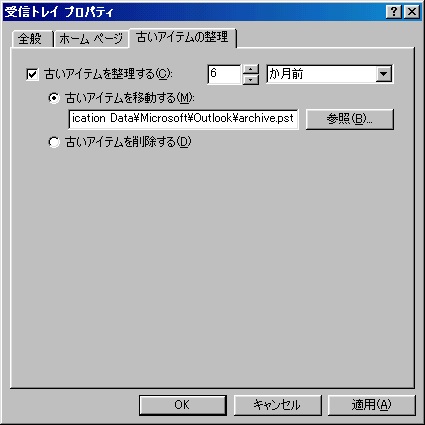 受信トレイ プロパティ
全般 ホーム ページ 古いアイテムの整理
古いアイテムを整理する(C): 6 か月前
古いアイテムを移動する(M):
ication Data¥Microsoft¥Outlook¥archive.pst 参照(B)...
古いアイテムを削除する(D)
OK キャンセル 適用(A)